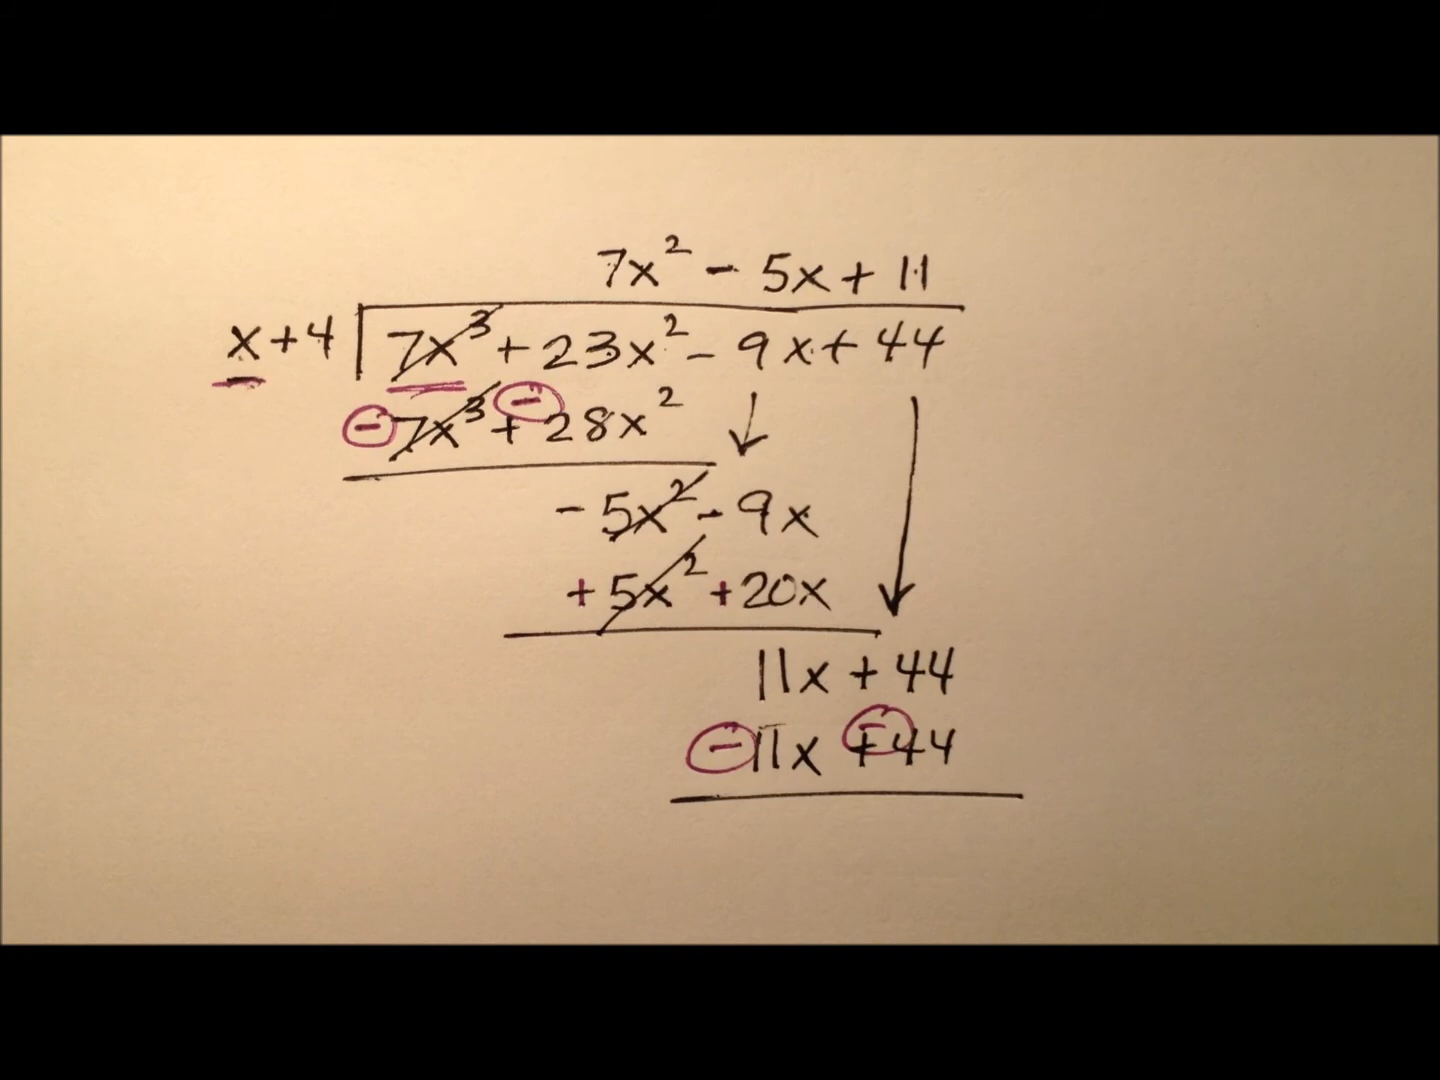 7x² - 5x + 11
x + 4 7x³ + 23x² - 9x + 44
- 7x³ + - 28x²
- 5x² - 9x
+ 5x² + 20x
11x + 44
- 11x + - 44